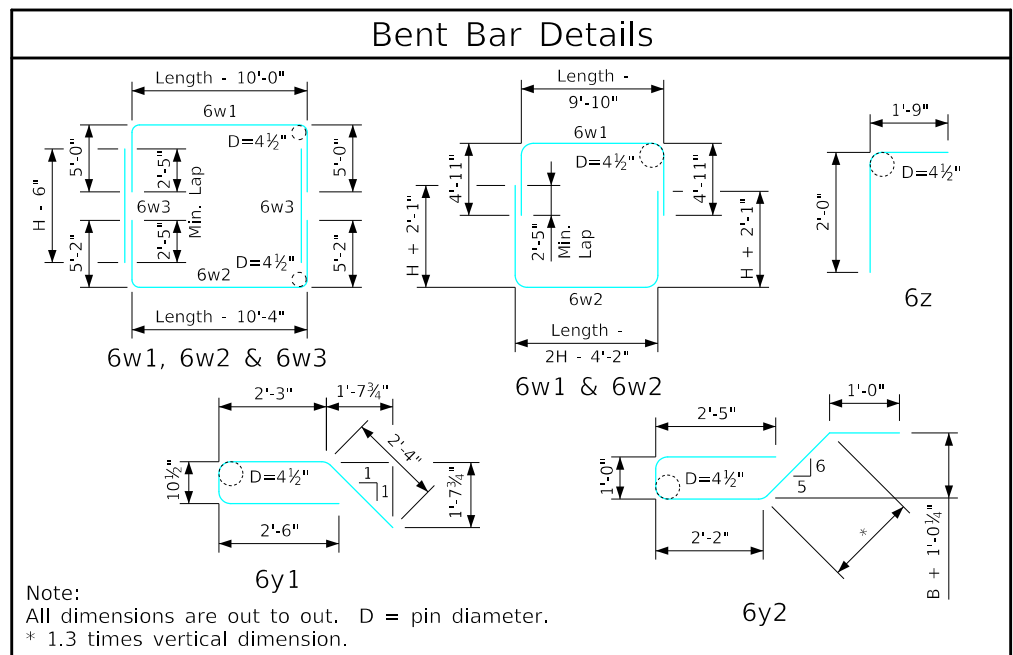 Bent Bar Details
Length - 10'-0"
6w1
D=4½"
5'-0"
5'-0"
H - 6"
2'-5"
Min. Lap
6w3
6w3
5'-2"
2'-5"
5'-2"
D=4½"
6w2
Length - 10'-4"
6w1, 6w2 & 6w3
Length -
9'-10"
6w1
D=4½"
4'-11"
4'-11"
H + 2'-1"
2'-5"
Min.
Lap
H + 2'-1"
6w2
Length -
2H - 4'-2"
6w1 & 6w2
1'-9"
D=4½"
2'-0"
6z
2'-3"
1'-7¾"
2'-4"
10½"
D=4½"
1
1
1'-7¾"
2'-6"
6y1
1'-0"
2'-5"
1'-0"
D=4½"
6
5
2'-2"
*
B + 1'-0¼"
6y2
Note:
All dimensions are out to out. D = pin diameter.
* 1.3 times vertical dimension.